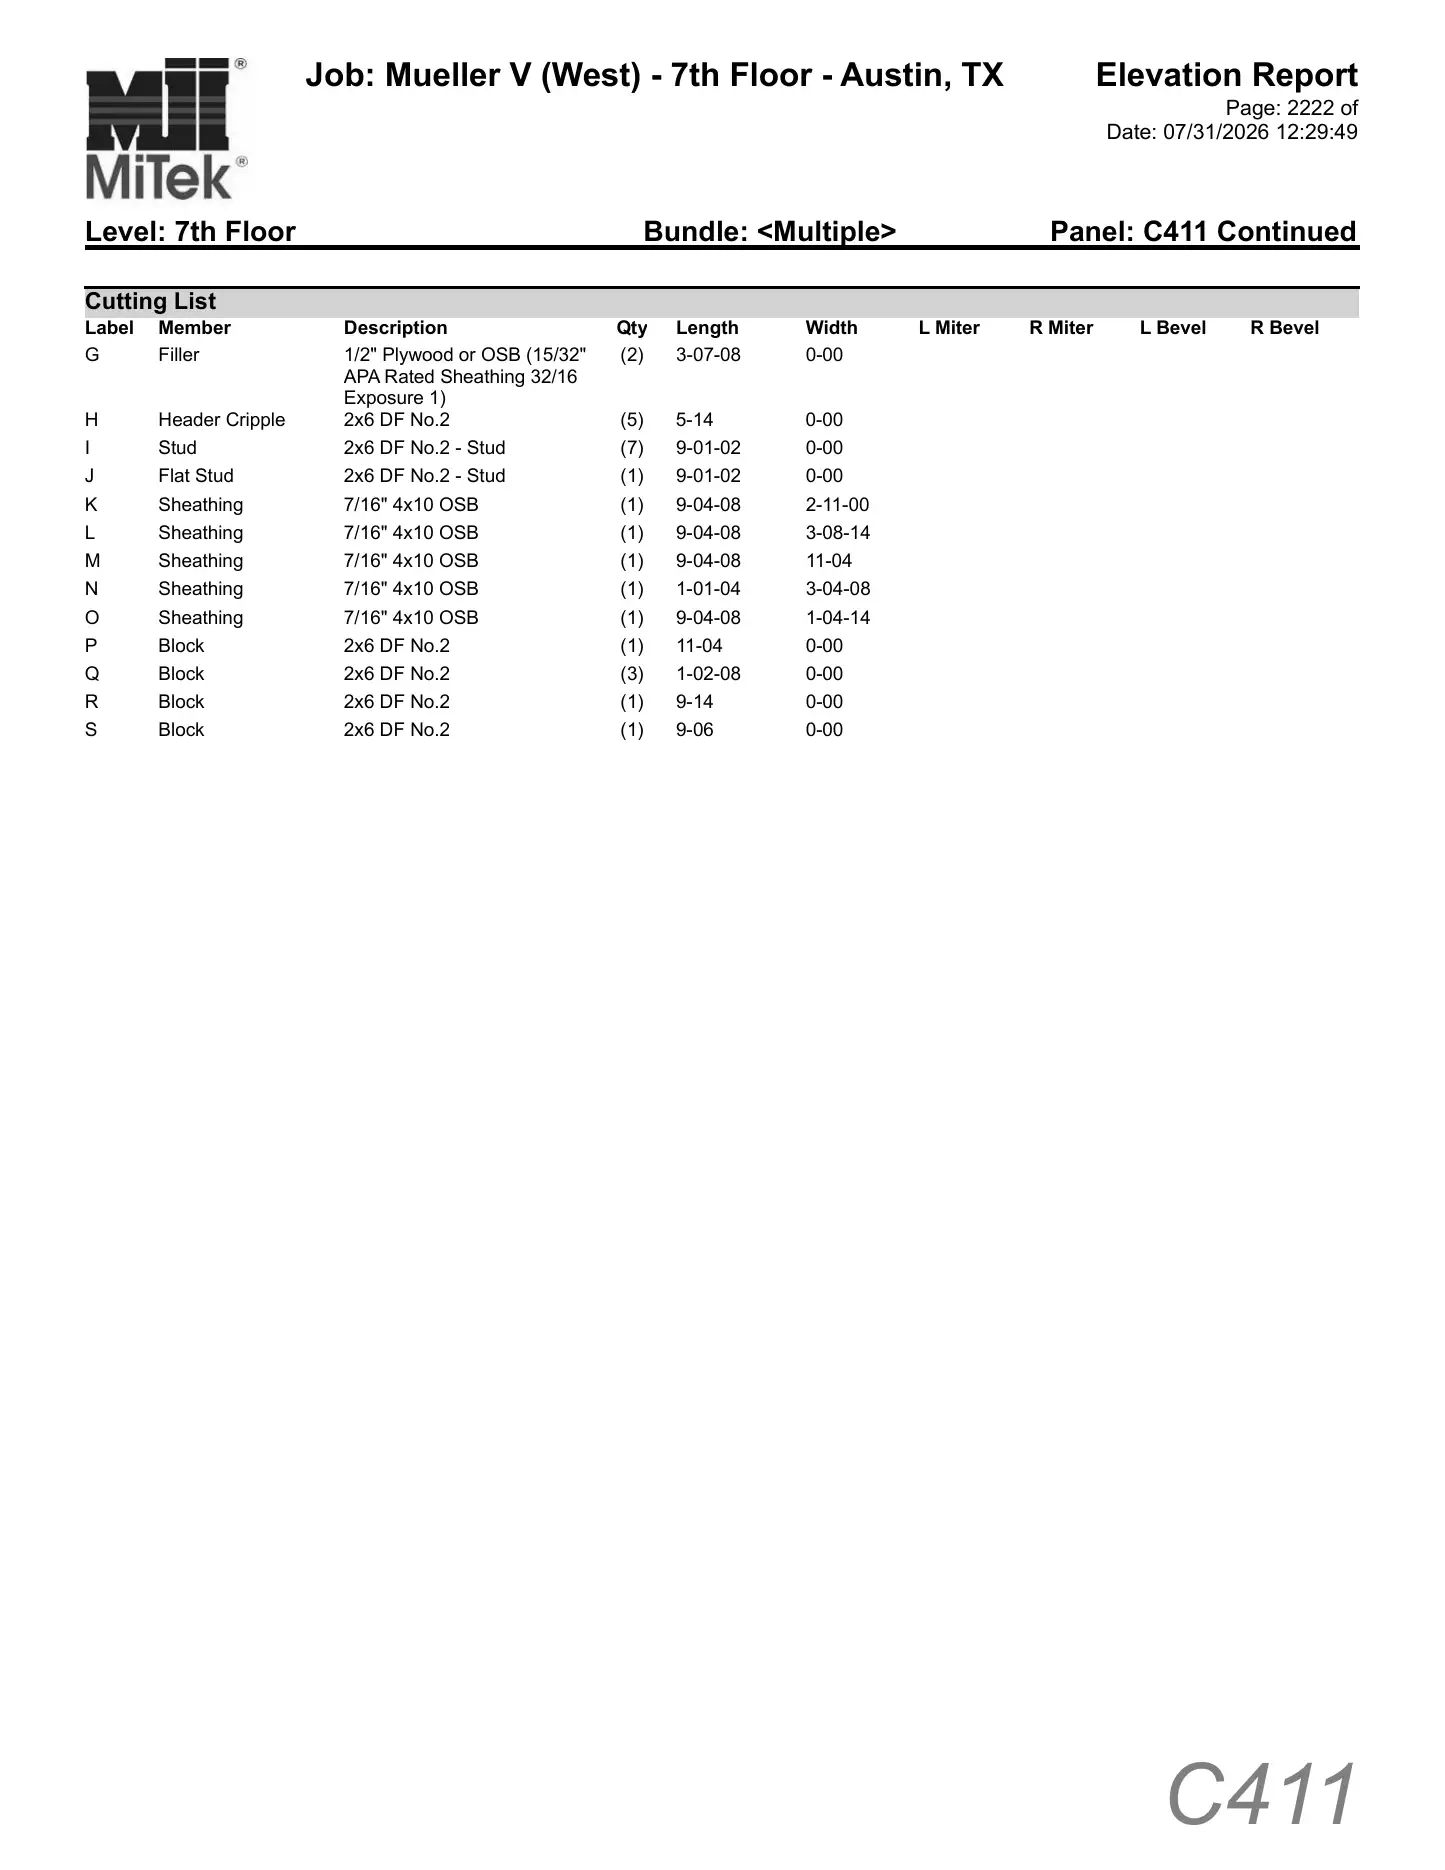 MiTek®
Job: Mueller V (West) - 7th Floor - Austin, TX
Elevation Report
Page: 2222 of
Date: 07/31/2026 12:29:49
Level: 7th Floor Bundle: <Multiple> Panel: C411 Continued
Cutting List
Label Member Description Qty Length Width L Miter R Miter L Bevel R Bevel
G Filler 1/2" Plywood or OSB (15/32" (2) 3-07-08 0-00
APA Rated Sheathing 32/16
Exposure 1)
H Header Cripple 2x6 DF No.2 (5) 5-14 0-00
I Stud 2x6 DF No.2 - Stud (7) 9-01-02 0-00
J Flat Stud 2x6 DF No.2 - Stud (1) 9-01-02 0-00
K Sheathing 7/16" 4x10 OSB (1) 9-04-08 2-11-00
L Sheathing 7/16" 4x10 OSB (1) 9-04-08 3-08-14
M Sheathing 7/16" 4x10 OSB (1) 9-04-08 11-04
N Sheathing 7/16" 4x10 OSB (1) 1-01-04 3-04-08
O Sheathing 7/16" 4x10 OSB (1) 9-04-08 1-04-14
P Block 2x6 DF No.2 (1) 11-04 0-00
Q Block 2x6 DF No.2 (3) 1-02-08 0-00
R Block 2x6 DF No.2 (1) 9-14 0-00
S Block 2x6 DF No.2 (1) 9-06 0-00
C411